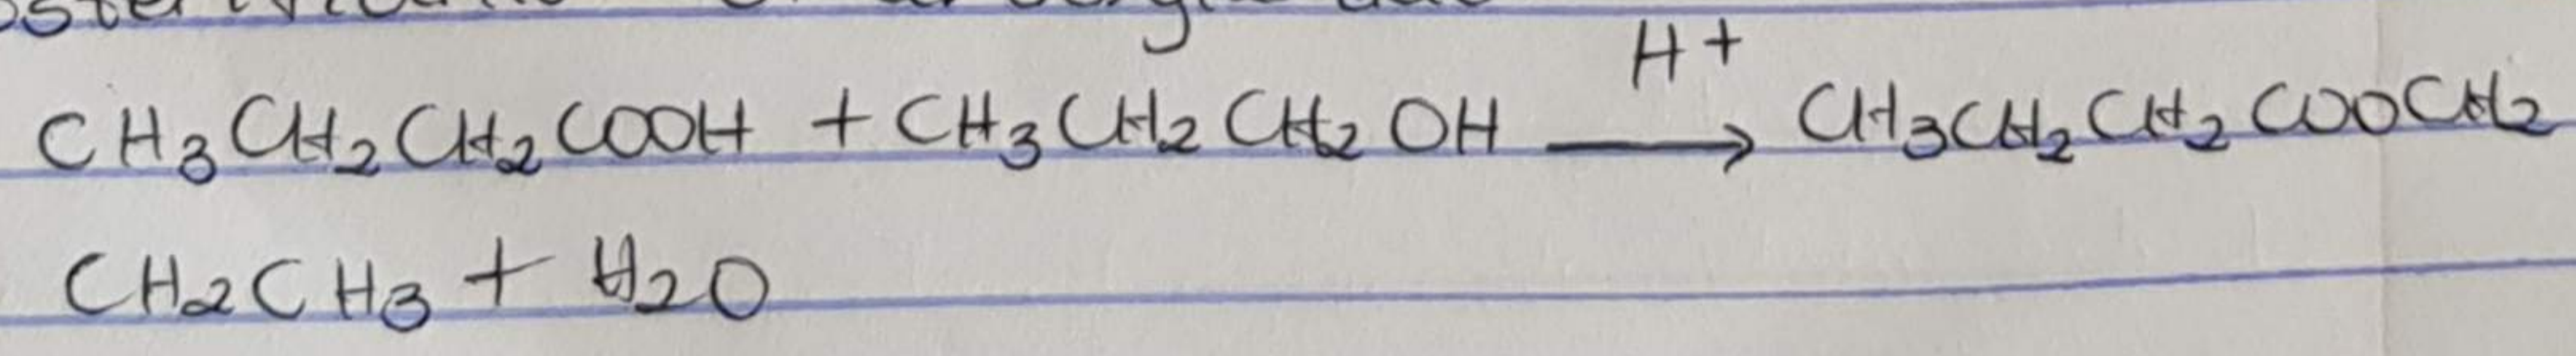 CH3CH2CH2COOH + CH3CH2CH2OH ⟶ H+ CH3CH2CH2COOCH2
CH2CH3 + H2O